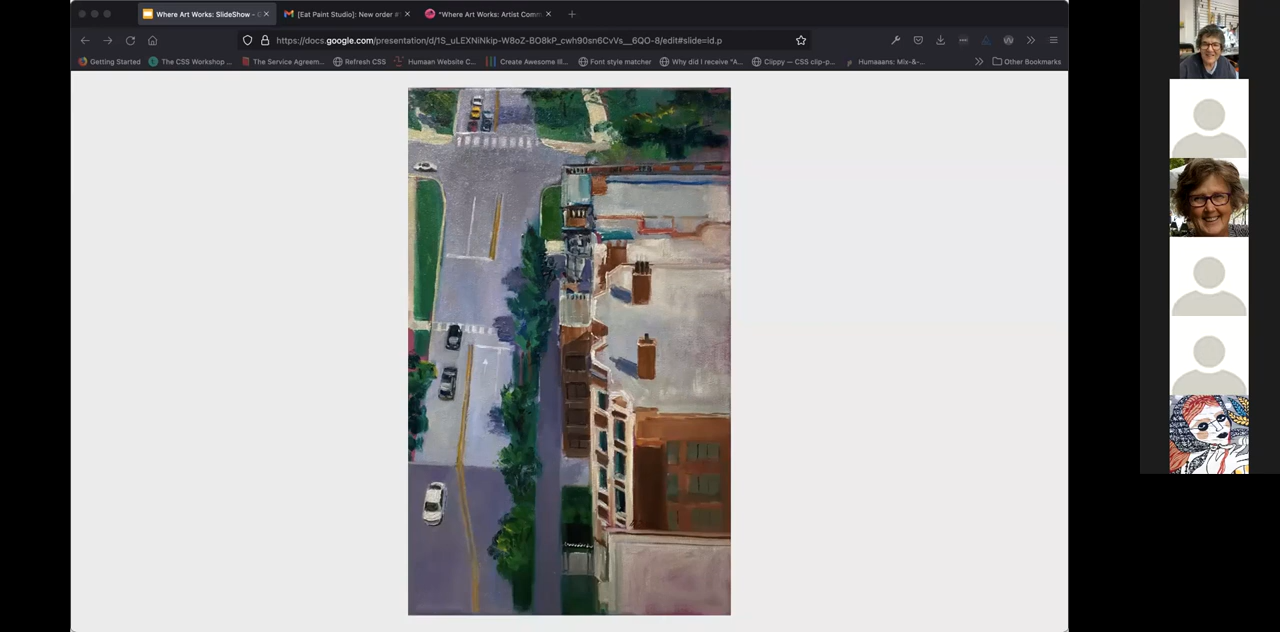 Where Art Works: SlideShow - G
[Eat Paint Studio]: New order #
"Where Art Works: Artist Comm
https://docs.google.com/presentation/d/1S_uLEXNiNkip-W8oZ-BO8kP_cwh90sn6CvVs__6QO-8/edit#slide=id.p
Getting Started
The CSS Workshop ...
The Service Agreem...
Refresh CSS
Humaan Website C...
Create Awesome Ill...
Font style matcher
Why did I receive "A...
Clippy — CSS clip-p...
Humaaans: Mix-&-...
Other Bookmarks